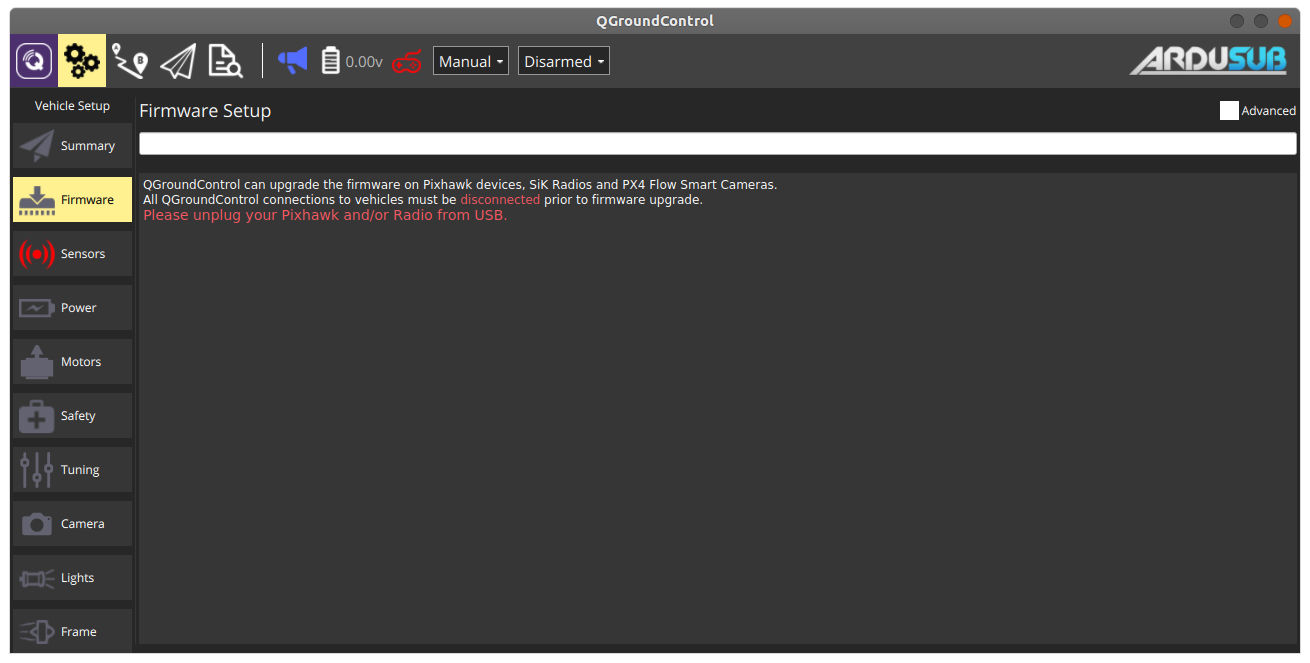 QGroundControl
B
0.00v
Manual
Disarmed
ARDUSUB
Vehicle Setup
Firmware Setup
Advanced
Summary
Firmware
Sensors
Power
Motors
Safety
Tuning
Camera
Lights
Frame
QGroundControl can upgrade the firmware on Pixhawk devices, SiK Radios and PX4 Flow Smart Cameras.
All QGroundControl connections to vehicles must be disconnected prior to firmware upgrade.
Please unplug your Pixhawk and/or Radio from USB.